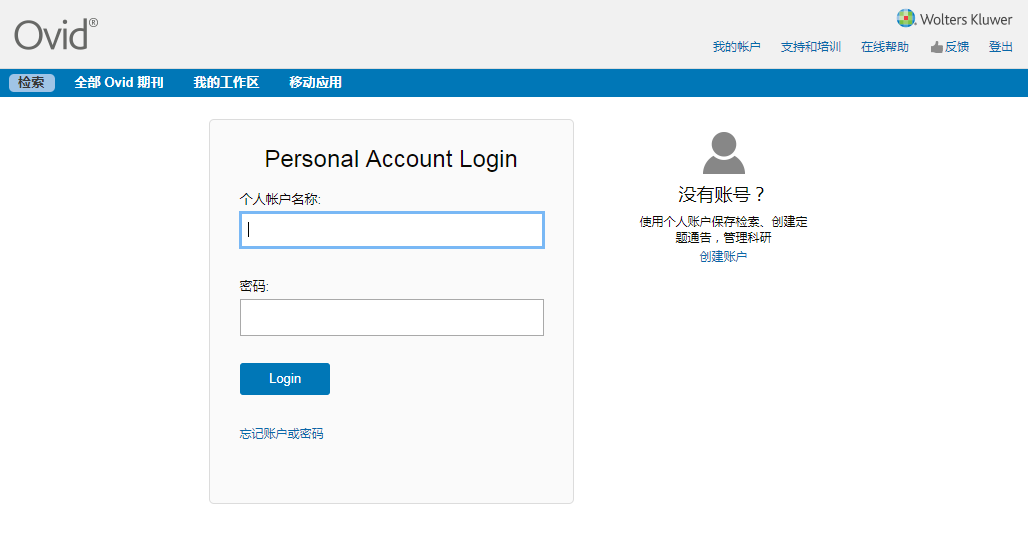 Ovid®
Wolters Kluwer
我的帐户 支持和培训 在线帮助 反馈 登出
检索 全部 Ovid 期刊 我的工作区 移动应用
Personal Account Login
个人帐户名称:
密码:
Login
忘记账户或密码
没有账号？
使用个人账户保存检索、创建定
题通告，管理科研
创建账户